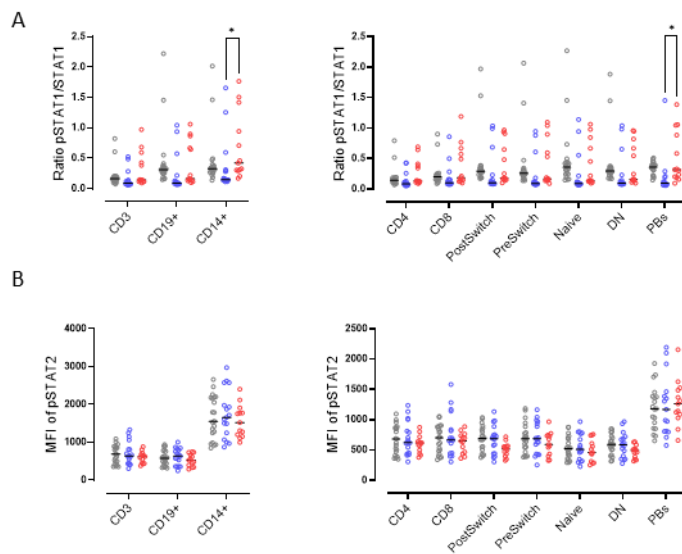 A
Ratio pSTAT1/STAT1
2.5
2.0
1.5
1.0
0.5
0.0
*
CD3
CD19+
CD14+
Ratio pSTAT1/STAT1
2.5
2.0
1.5
1.0
0.5
0.0
*
CD4
CD8
PostSwitch
PreSwitch
Naive
DN
PBs
B
MFI of pSTAT2
4000
3000
2000
1000
0
CD3
CD19+
CD14+
MFI of pSTAT2
2500
2000
1500
1000
500
0
CD4
CD8
PostSwitch
PreSwitch
Naive
DN
PBs